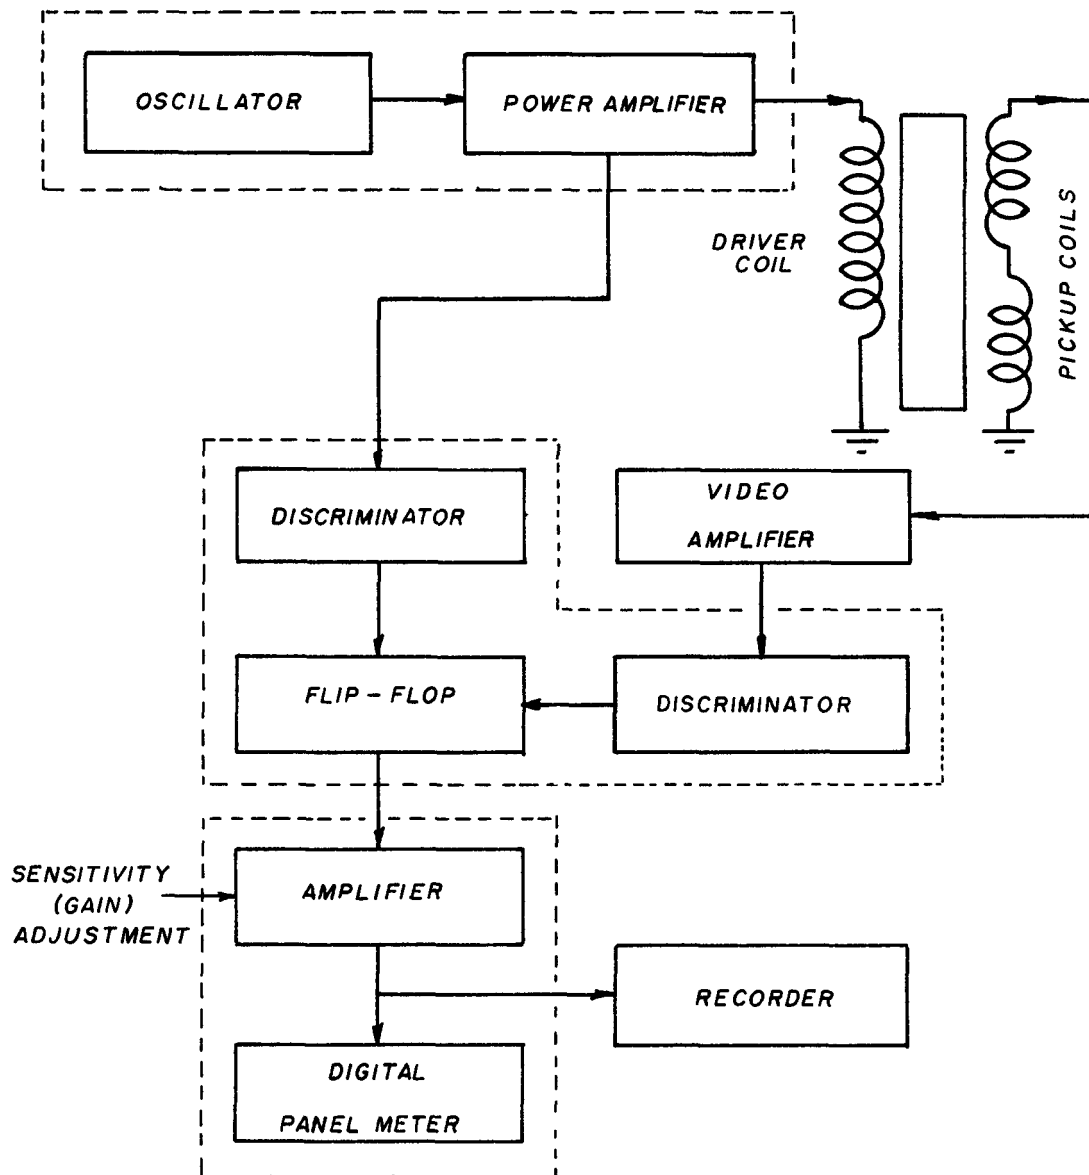 OSCILLATOR
POWER AMPLIFIER
DRIVER
COIL
PICKUP COILS
DISCRIMINATOR
VIDEO
AMPLIFIER
FLIP-FLOP
DISCRIMINATOR
SENSITIVITY
(GAIN)
ADJUSTMENT
AMPLIFIER
RECORDER
DIGITAL
PANEL METER